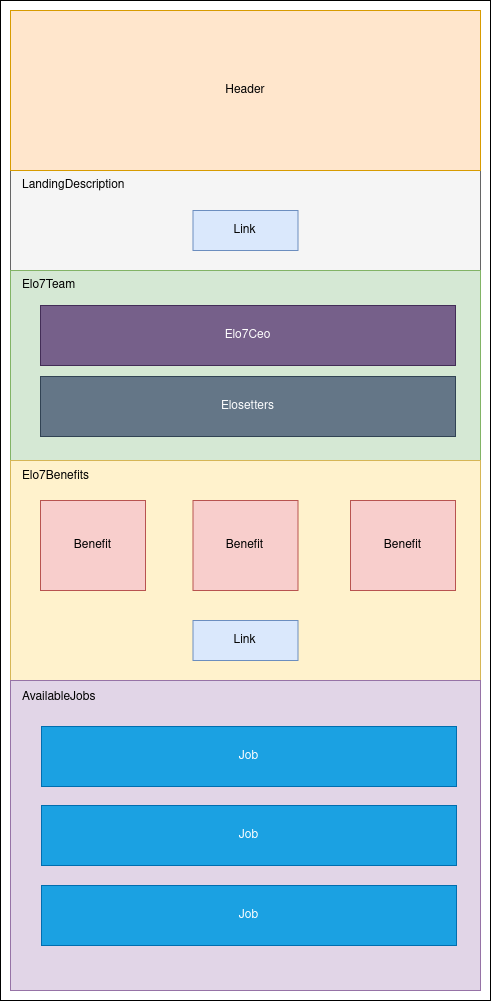 Header
LandingDescription
Link
Elo7Team
Elo7Ceo
Elosetters
Elo7Benefits
Benefit
Benefit
Benefit
Link
AvailableJobs
Job
Job
Job